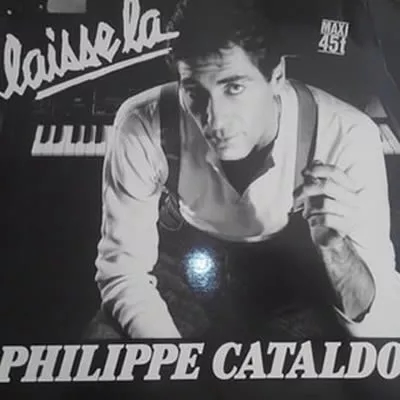 laisse la
MAXI
45t
PHILIPPE CATALDO